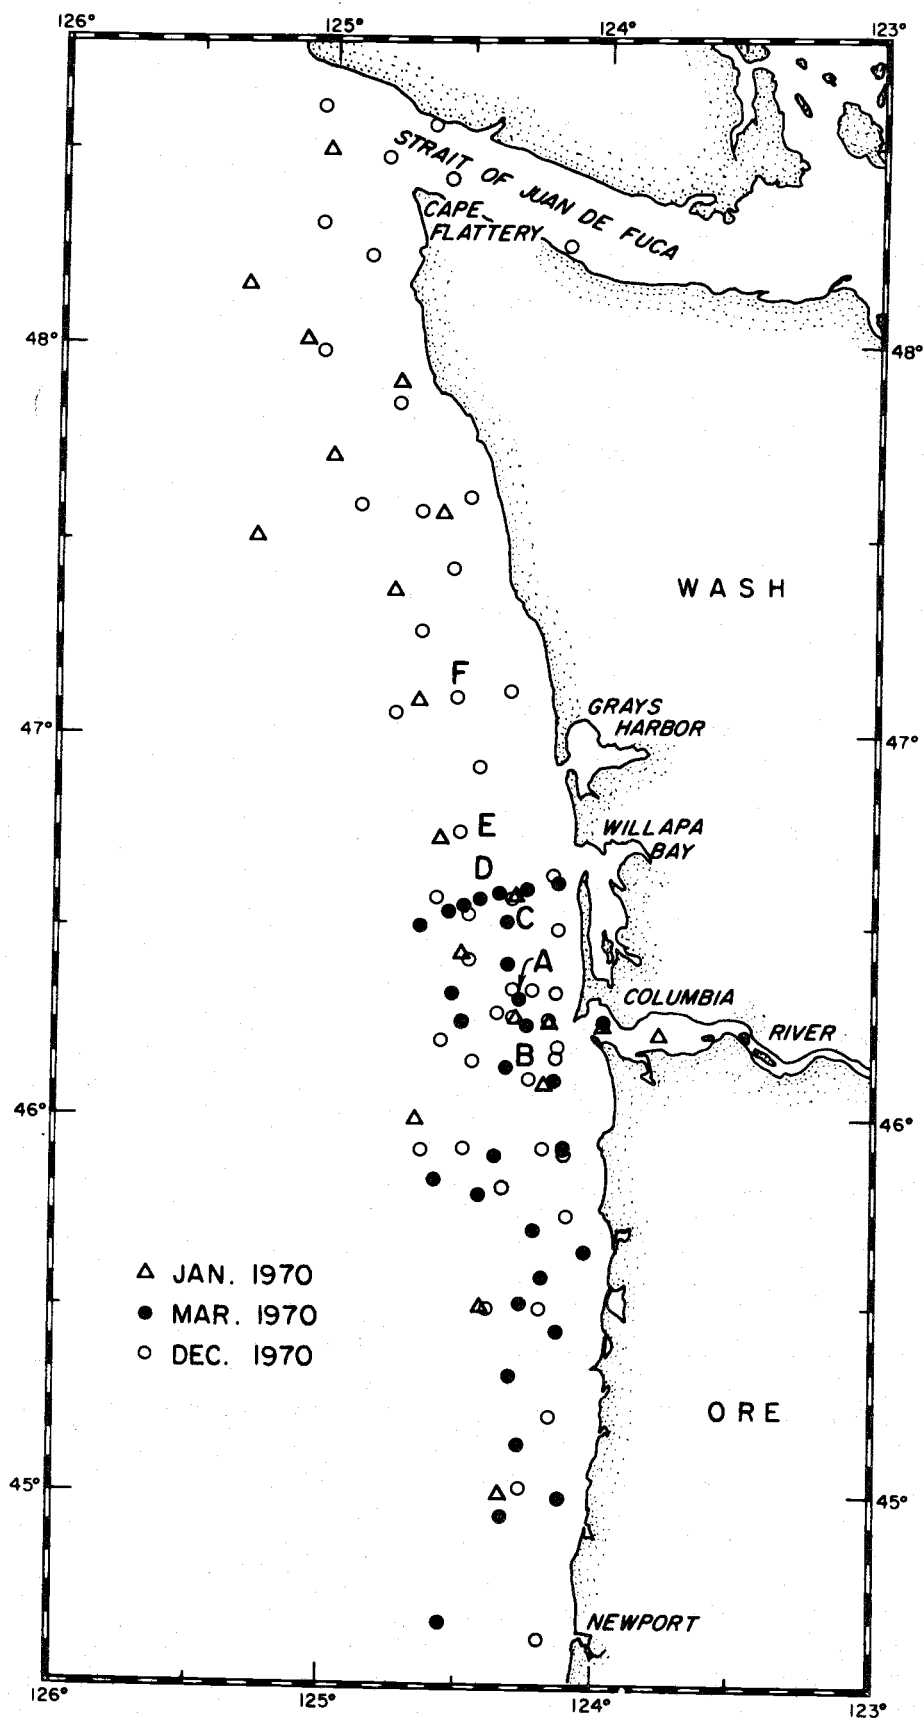 126° 125° 124° 123°
STRAIT OF JUAN DE FUCA
CAPE
FLATTERY
48° 48°
WASH
F
GRAYS
HARBOR
47° 47°
E
WILLAPA
BAY
D
C
A
COLUMBIA
RIVER
B
46° 46°
△ JAN. 1970
● MAR. 1970
○ DEC. 1970
ORE
45° 45°
NEWPORT
126° 125° 124° 123°